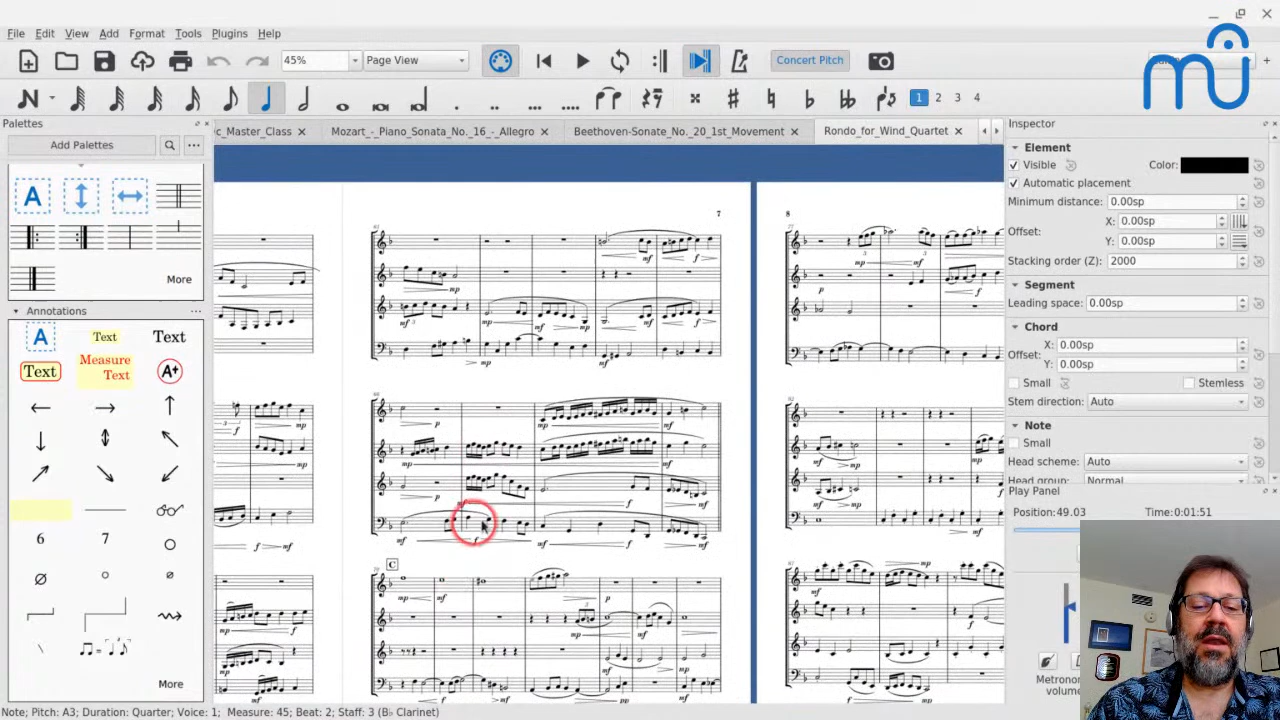 File Edit View Add Format Tools Plugins Help
45% Page View Concert Pitch
1 2 3 4
Palettes
Add Palettes
c_Master_Class Mozart_-_Piano_Sonata_No._16_-_Allegro Beethoven-Sonate_No._20_1st_Movement Rondo_for_Wind_Quartet
A
More
Annotations
A Text Text
Text Measure Text A+
6 7
More
7
8
C
Inspector
Element
Visible Color:
Automatic placement
Minimum distance: 0.00sp
Offset: X: 0.00sp
Y: 0.00sp
Stacking order (Z): 2000
Segment
Leading space: 0.00sp
Chord
Offset: X: 0.00sp
Y: 0.00sp
Small Stemless
Stem direction: Auto
Note
Small
Head scheme: Auto
Head group: Normal
Play Panel
Position:49.03 Time:0:01:51
Metronome volume
Note; Pitch: A3; Duration: Quarter; Voice: 1; Measure: 45; Beat: 2; Staff: 3 (B♭ Clarinet)